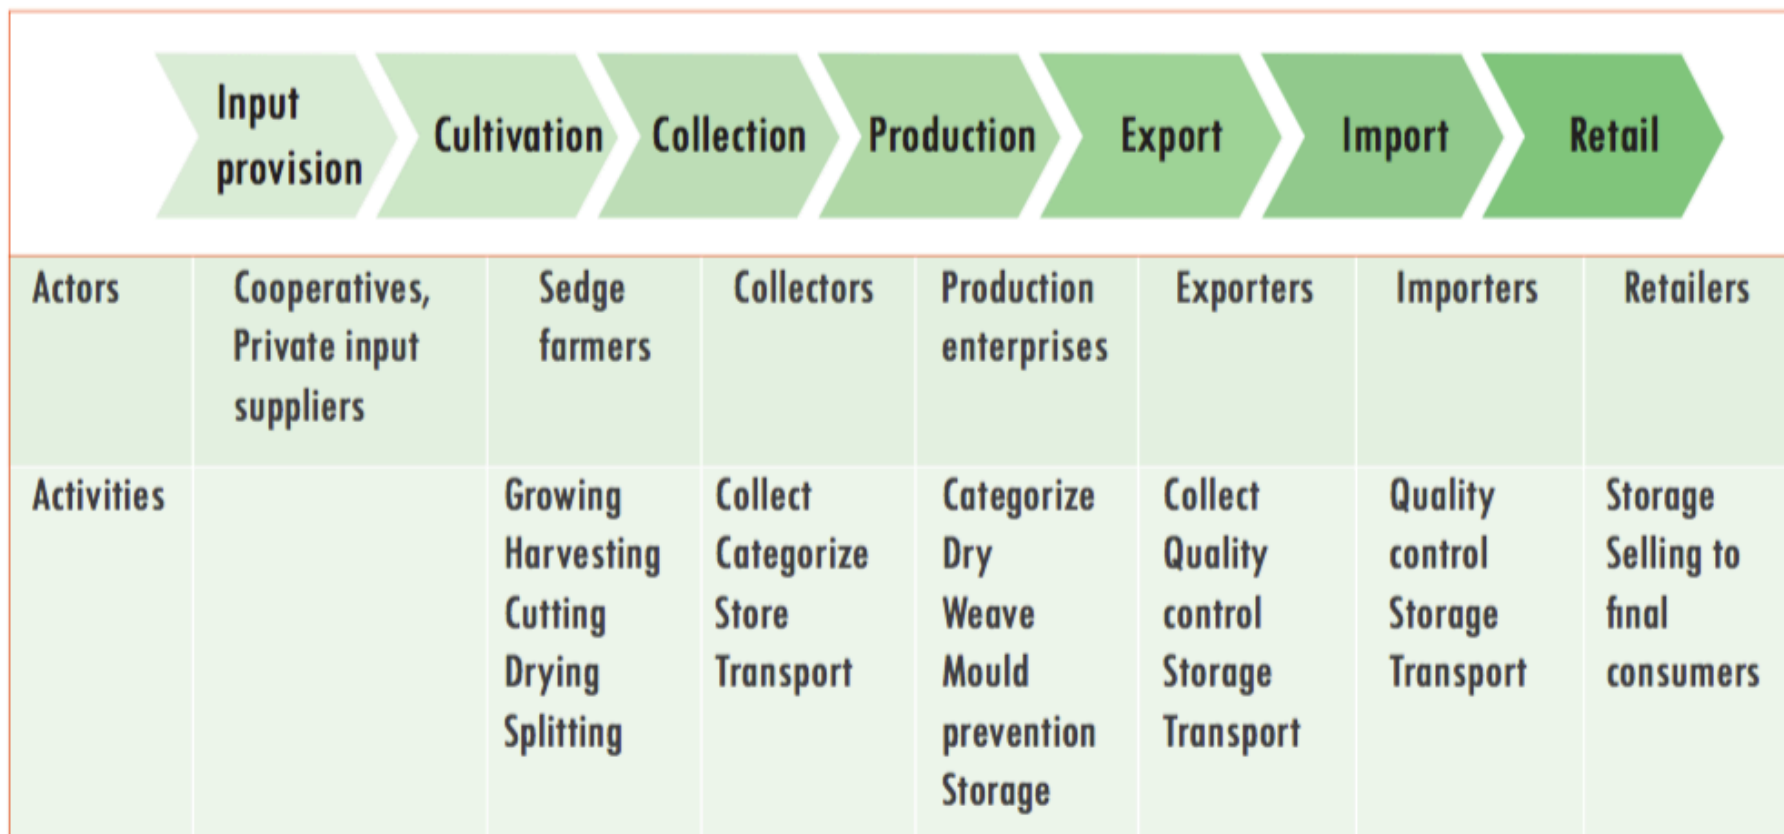 Input
provision
Cultivation
Collection
Production
Export
Import
Retail
Actors
Cooperatives,
Private input
suppliers
Sedge
farmers
Collectors
Production
enterprises
Exporters
Importers
Retailers
Activities
Growing
Harvesting
Cutting
Drying
Splitting
Collect
Categorize
Store
Transport
Categorize
Dry
Weave
Mould
prevention
Storage
Collect
Quality
control
Storage
Transport
Quality
control
Storage
Transport
Storage
Selling to
final
consumers